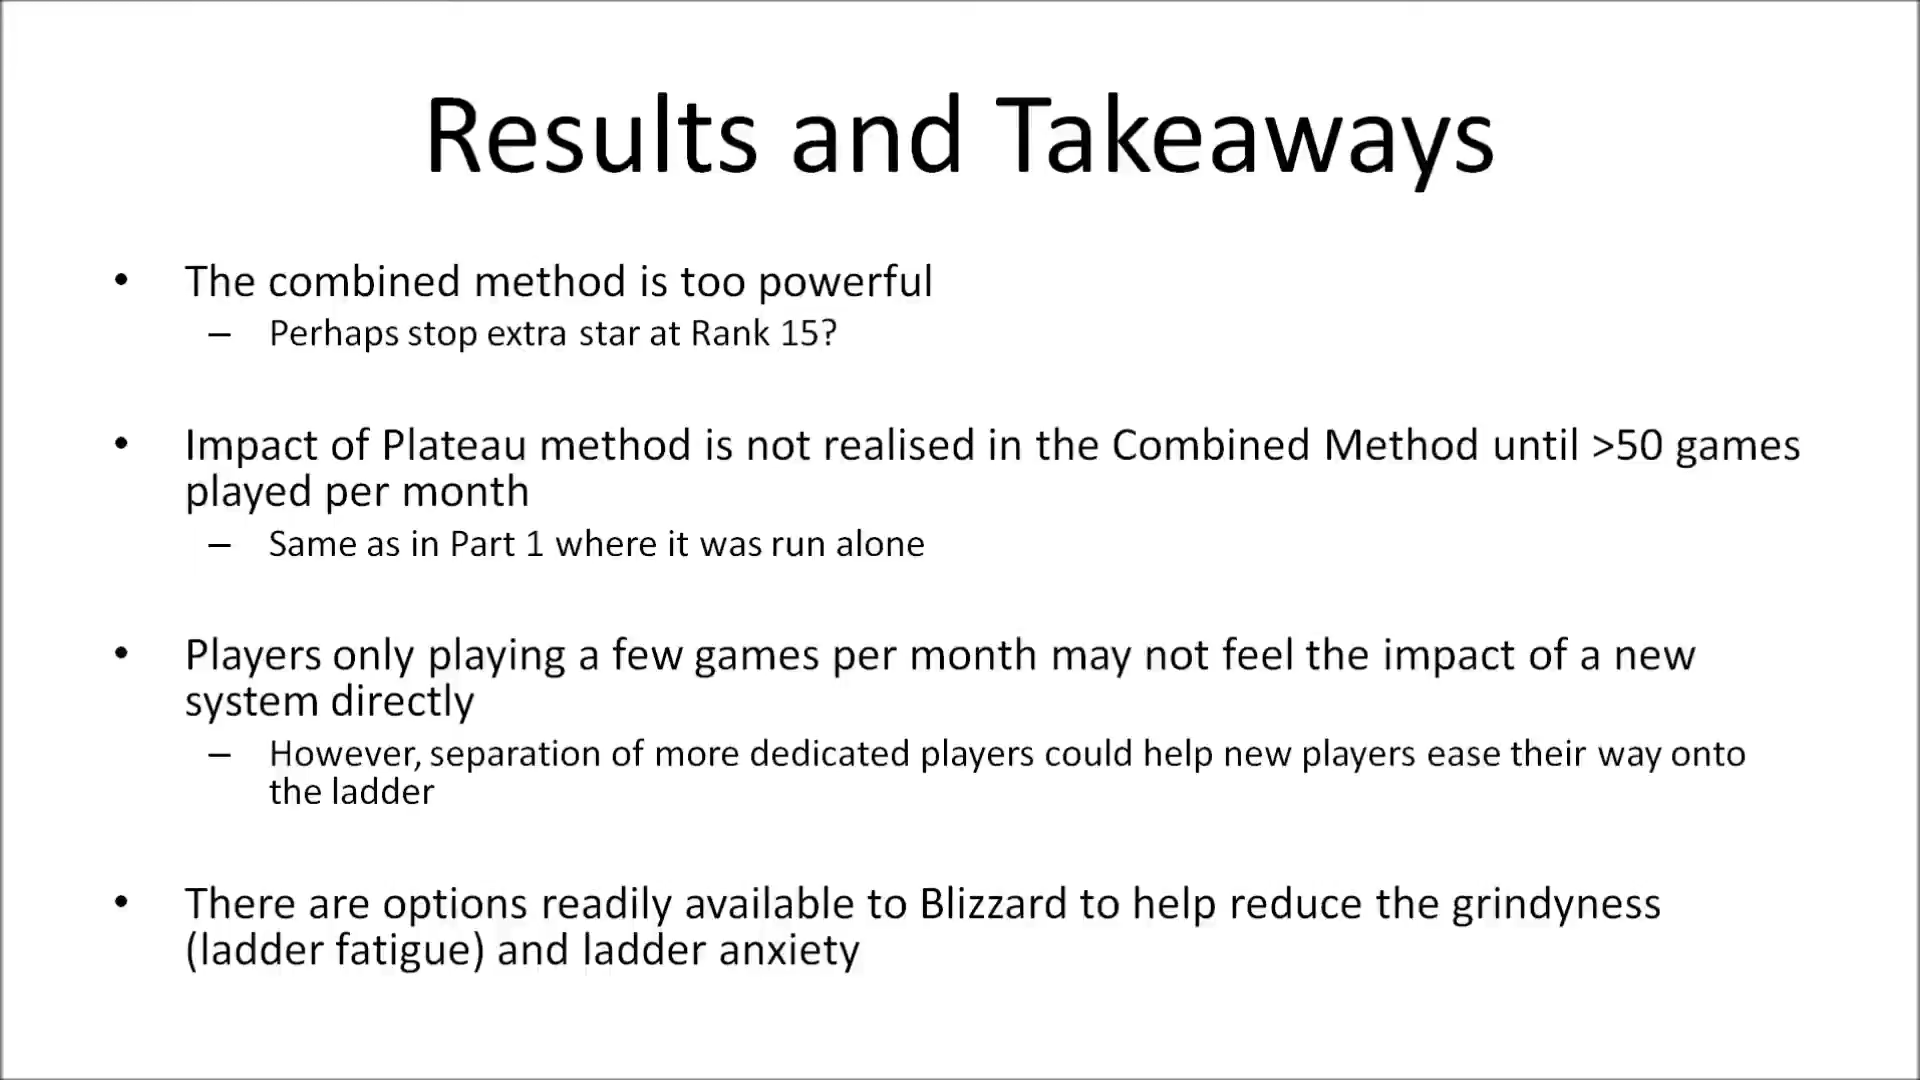 Results and Takeaways
• The combined method is too powerful
– Perhaps stop extra star at Rank 15?
• Impact of Plateau method is not realised in the Combined Method until >50 games
played per month
– Same as in Part 1 where it was run alone
• Players only playing a few games per month may not feel the impact of a new
system directly
– However, separation of more dedicated players could help new players ease their way onto
the ladder
• There are options readily available to Blizzard to help reduce the grindyness
(ladder fatigue) and ladder anxiety